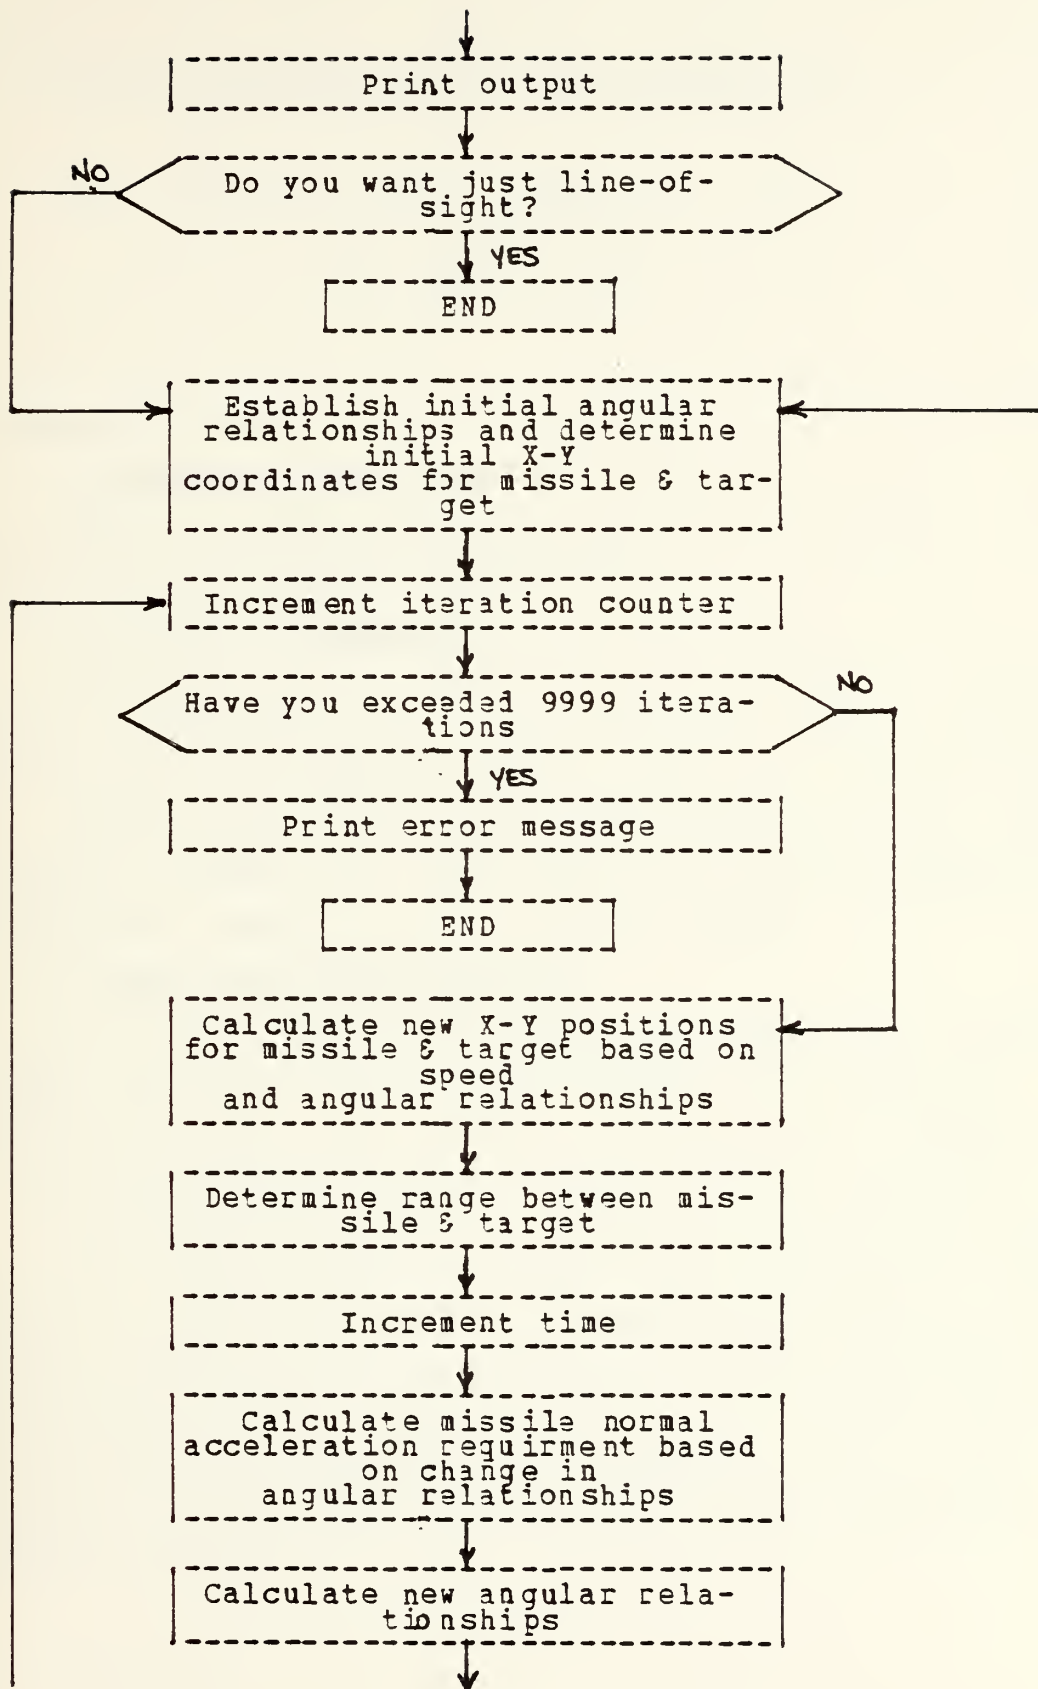 Print output
NO
Do you want just line-of-
sight?
YES
END
Establish initial angular
relationships and determine
initial X-Y
coordinates for missile & tar-
get
Increment iteration counter
NO
Have you exceeded 9999 itera-
tions
YES
Print error message
END
Calculate new X-Y positions
for missile & target based on
speed
and angular relationships
Determine range between mis-
sile & target
Increment time
Calculate missile normal
acceleration requirment based
on change in
angular relationships
Calculate new angular rela-
tionships